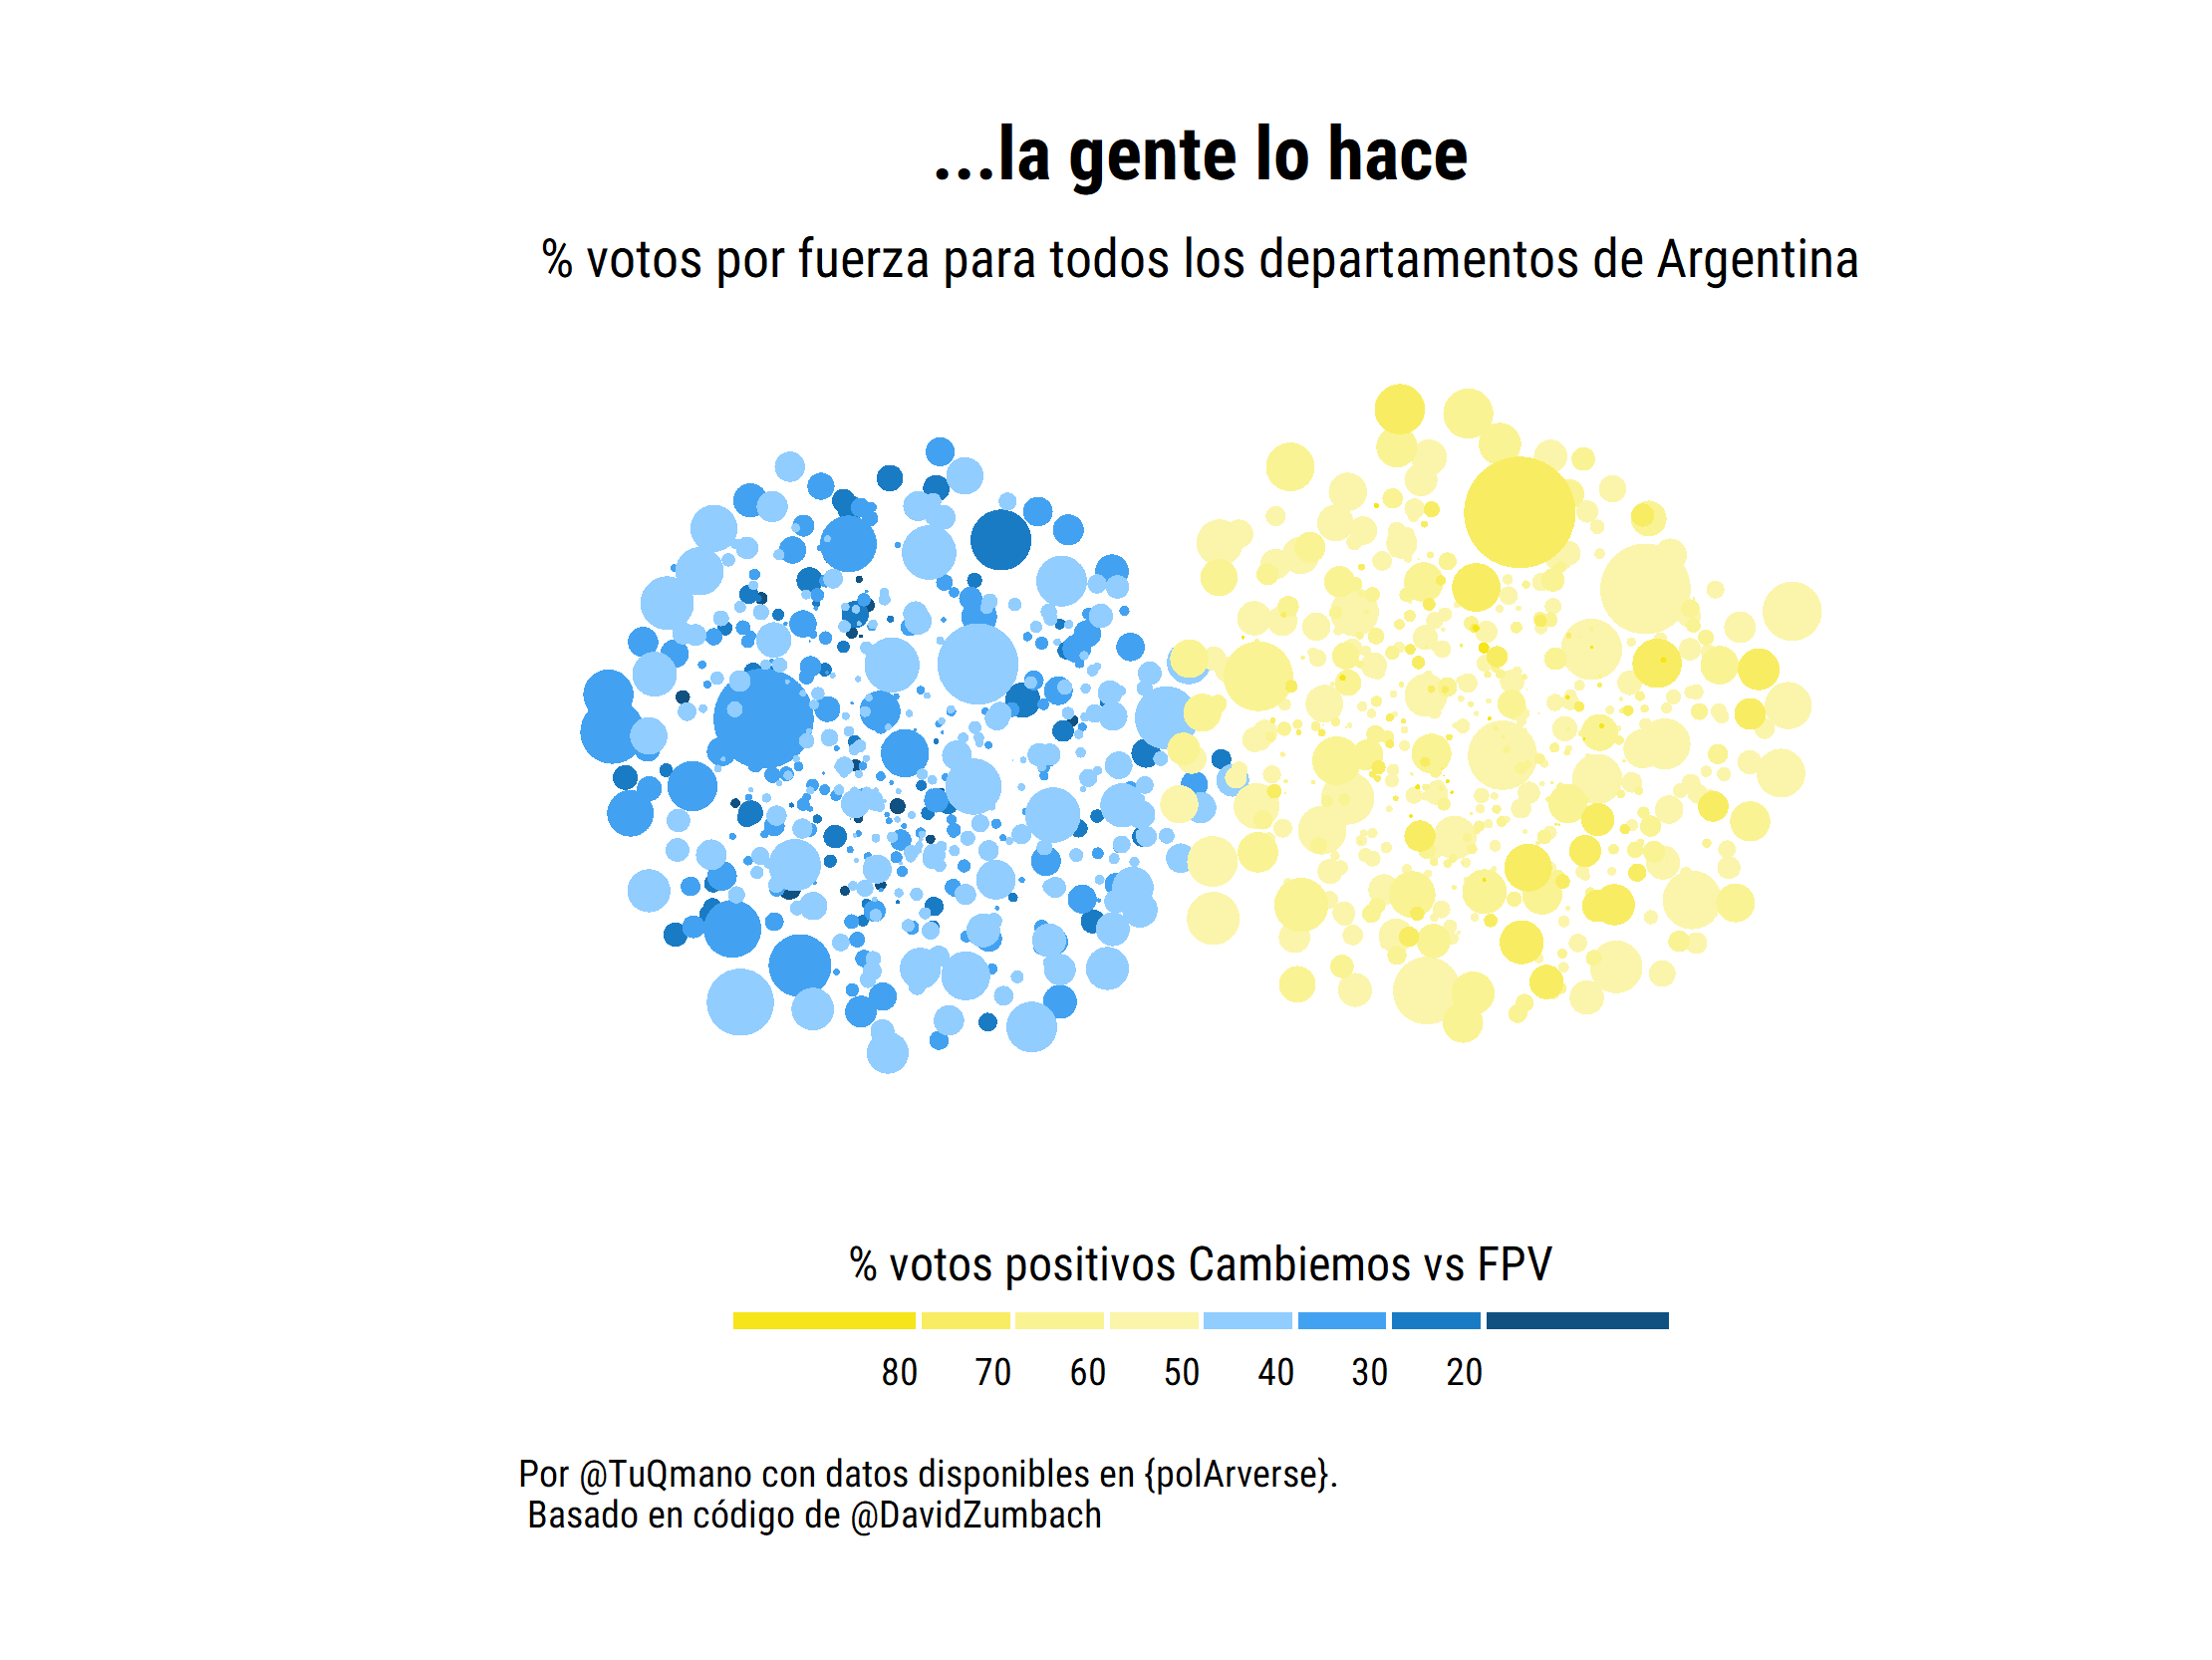 ...la gente lo hace
% votos por fuerza para todos los departamentos de Argentina
% votos positivos Cambiemos vs FPV
80 70 60 50 40 30 20
Por @TuQmano con datos disponibles en {polArverse}.
Basado en código de @DavidZumbach